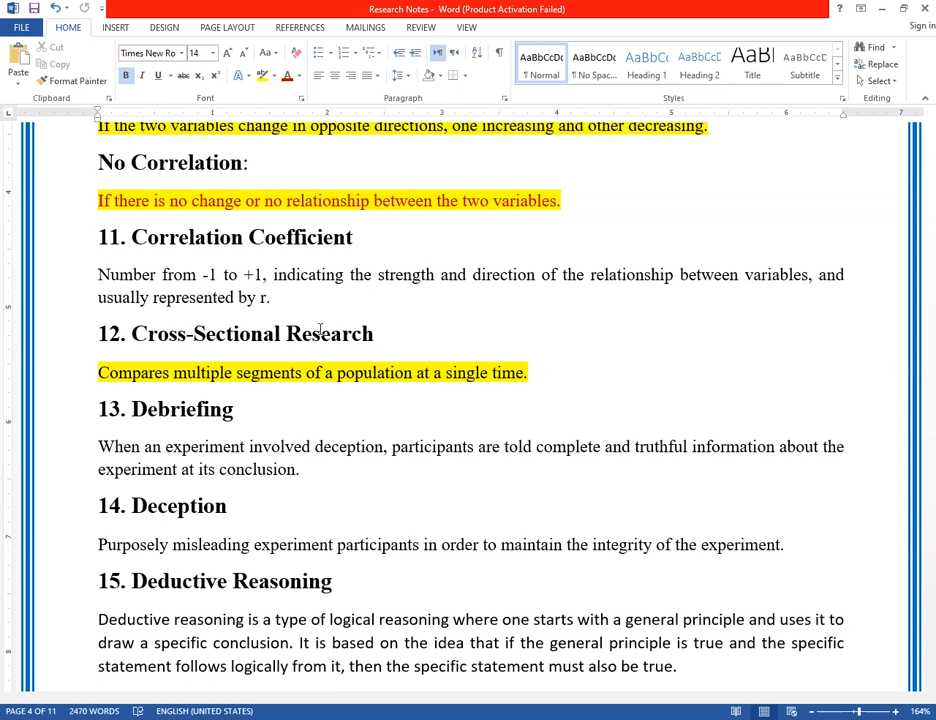 Research Notes - Word (Product Activation Failed)
Sign in
FILE HOME INSERT DESIGN PAGE LAYOUT REFERENCES MAILINGS REVIEW VIEW
Paste
Cut
Copy
Format Painter
Clipboard
Times New Ro 14
Font
Paragraph
AaBbCcDc AaBbCcDc AaBbCc AaBbCcC AaBl AaBbCcC
¶ Normal ¶ No Spac... Heading 1 Heading 2 Title Subtitle
Styles
Find
Replace
Select
Editing
If the two variables change in opposite directions, one increasing and other decreasing.
No Correlation:
If there is no change or no relationship between the two variables.
11. Correlation Coefficient
Number from -1 to +1, indicating the strength and direction of the relationship between variables, and
usually represented by r.
12. Cross-Sectional Research
Compares multiple segments of a population at a single time.
13. Debriefing
When an experiment involved deception, participants are told complete and truthful information about the
experiment at its conclusion.
14. Deception
Purposely misleading experiment participants in order to maintain the integrity of the experiment.
15. Deductive Reasoning
Deductive reasoning is a type of logical reasoning where one starts with a general principle and uses it to
draw a specific conclusion. It is based on the idea that if the general principle is true and the specific
statement follows logically from it, then the specific statement must also be true.
PAGE 4 OF 11 2470 WORDS ENGLISH (UNITED STATES) 164%